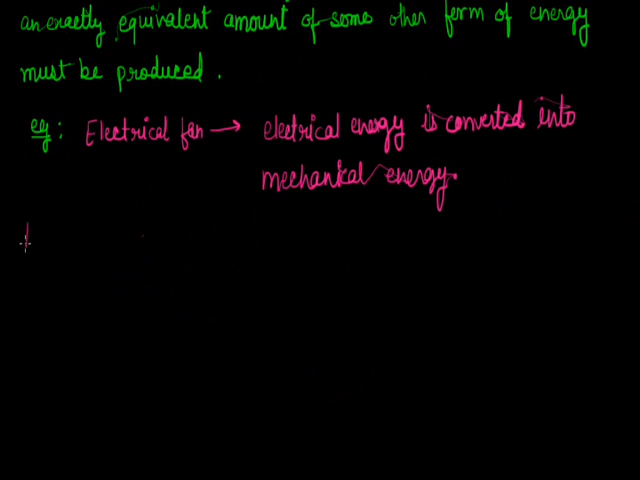 an exactly equivalent amount of some other form of energy
must be produced.
eg: Electrical fan → electrical energy is converted into
mechanical energy.